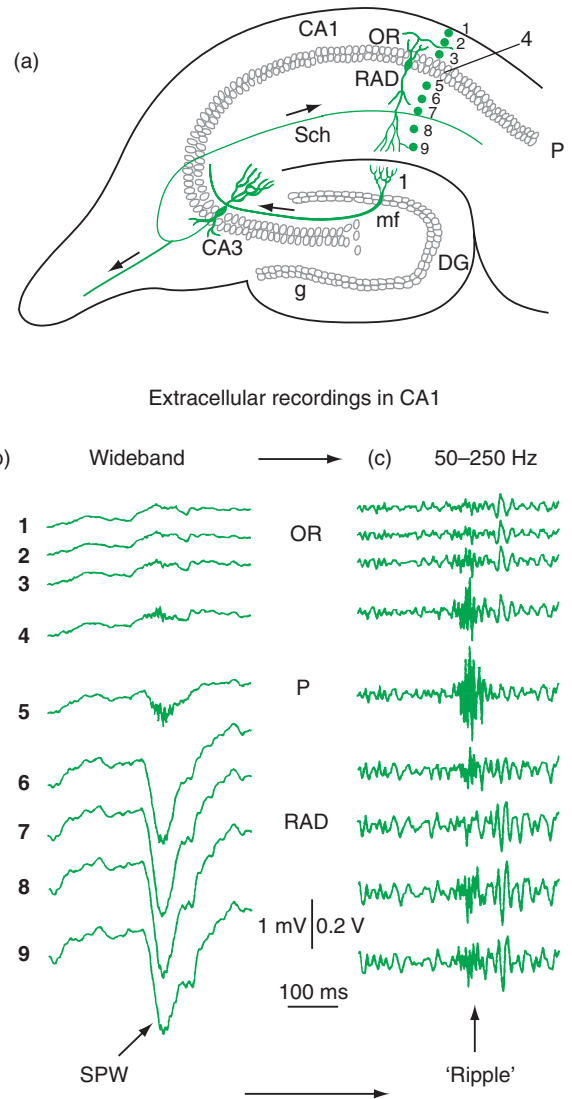 (a)
CA1
OR
1
2
3
4
RAD
5
6
7
8
9
Sch
P
1
mf
CA3
DG
g
Extracellular recordings in CA1
b)
Wideband
(c)
50–250 Hz
1
2
3
OR
4
5
P
6
7
RAD
8
9
1 mV
0.2 V
100 ms
SPW
'Ripple'